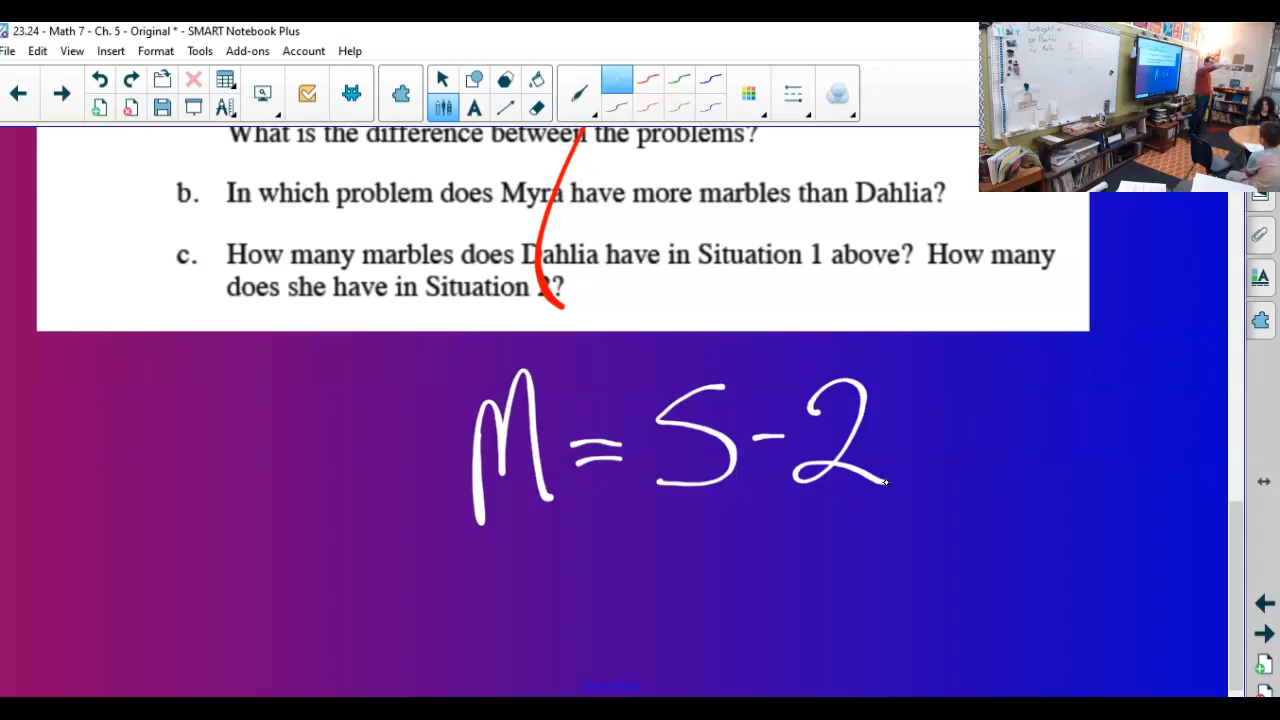 23.24 - Math 7 - Ch. 5 - Original * - SMART Notebook Plus
File Edit View Insert Format Tools Add-ons Account Help
What is the difference between the problems?
b. In which problem does Myra have more marbles than Dahlia?
c. How many marbles does Dahlia have in Situation 1 above? How many
does she have in Situation 2?
M = S - 2